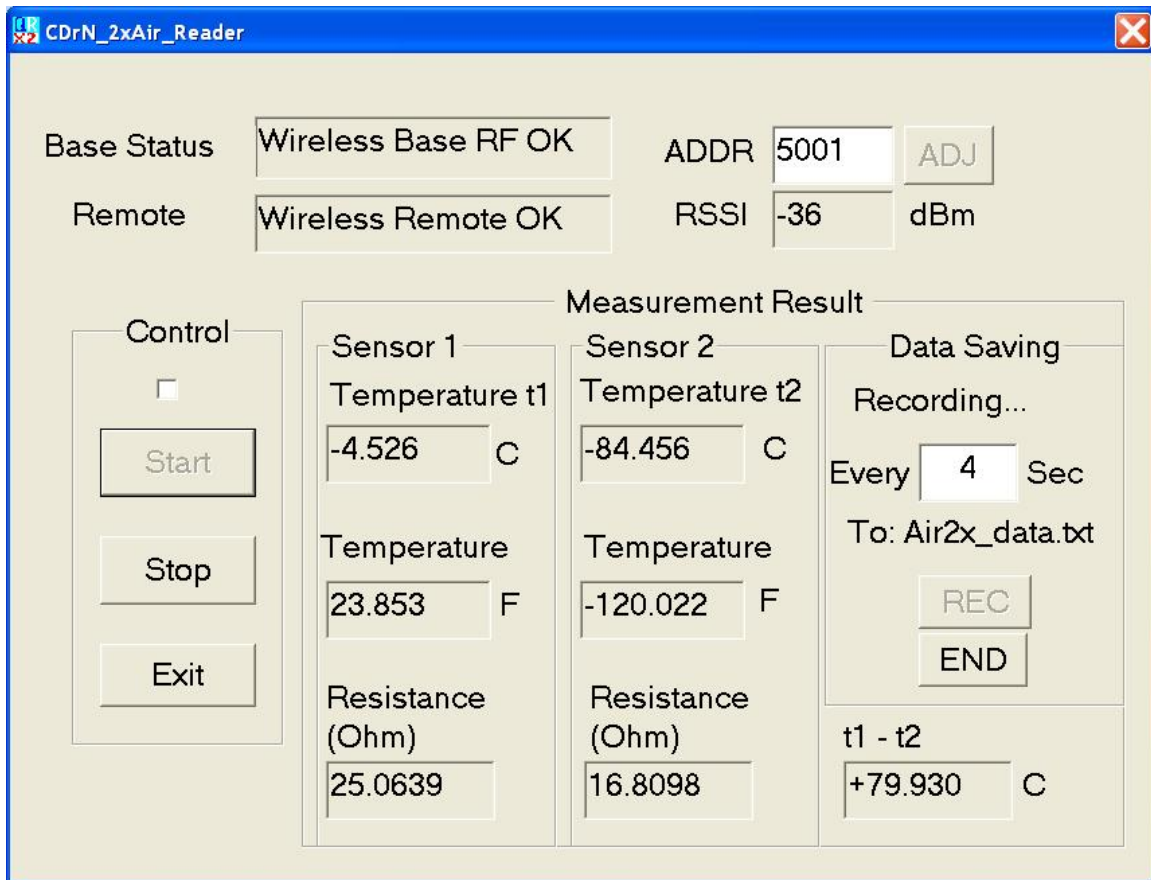 CDrN_2xAir_Reader
Base Status Wireless Base RF OK ADDR 5001 ADJ
Remote Wireless Remote OK RSSI -36 dBm
Measurement Result
Control
Start
Stop
Exit
Sensor 1
Temperature t1
-4.526 C
Temperature
23.853 F
Resistance
(Ohm)
25.0639
Sensor 2
Temperature t2
-84.456 C
Temperature
-120.022 F
Resistance
(Ohm)
16.8098
Data Saving
Recording...
Every 4 Sec
To: Air2x_data.txt
REC
END
t1 - t2
+79.930 C